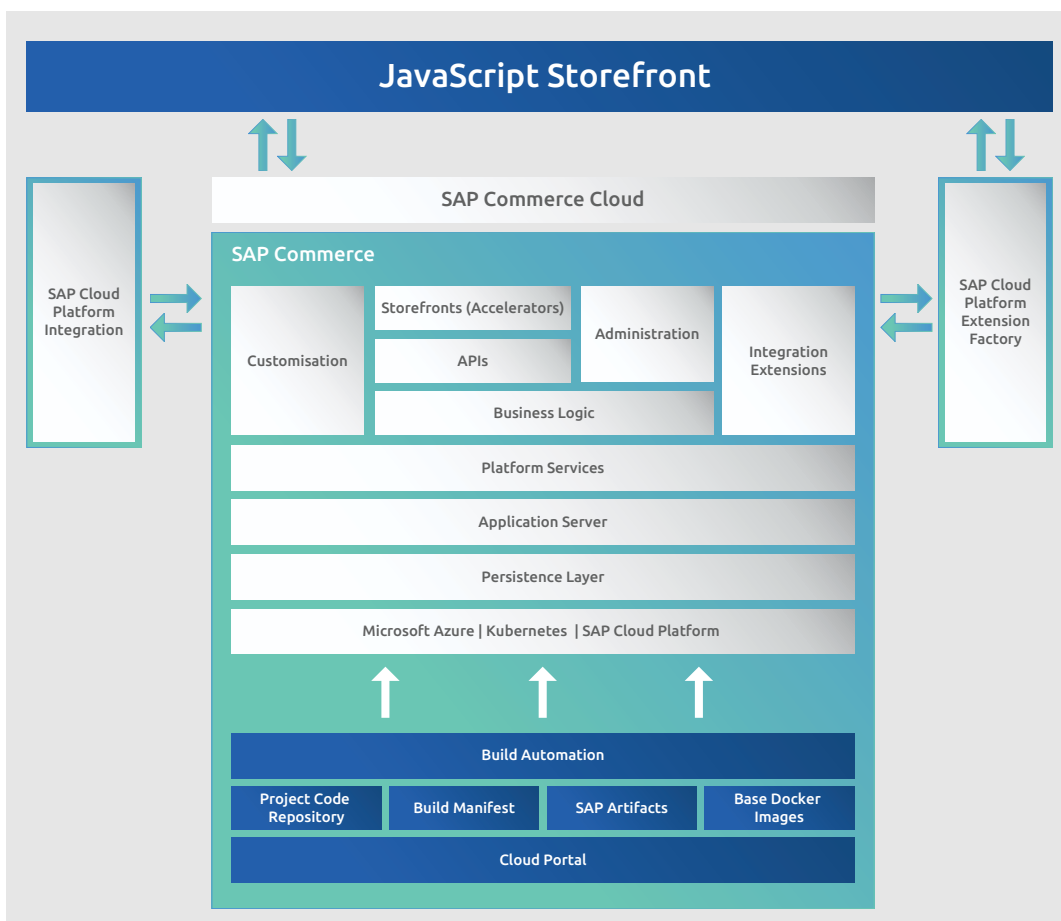 JavaScript Storefront
SAP Commerce Cloud
SAP Cloud
Platform
Integration
SAP Commerce
Customisation
Storefronts (Accelerators)
APIs
Administration
Business Logic
Integration
Extensions
SAP Cloud
Platform
Extension
Factory
Platform Services
Application Server
Persistence Layer
Microsoft Azure | Kubernetes | SAP Cloud Platform
Build Automation
Project Code
Repository
Build Manifest
SAP Artifacts
Base Docker
Images
Cloud Portal